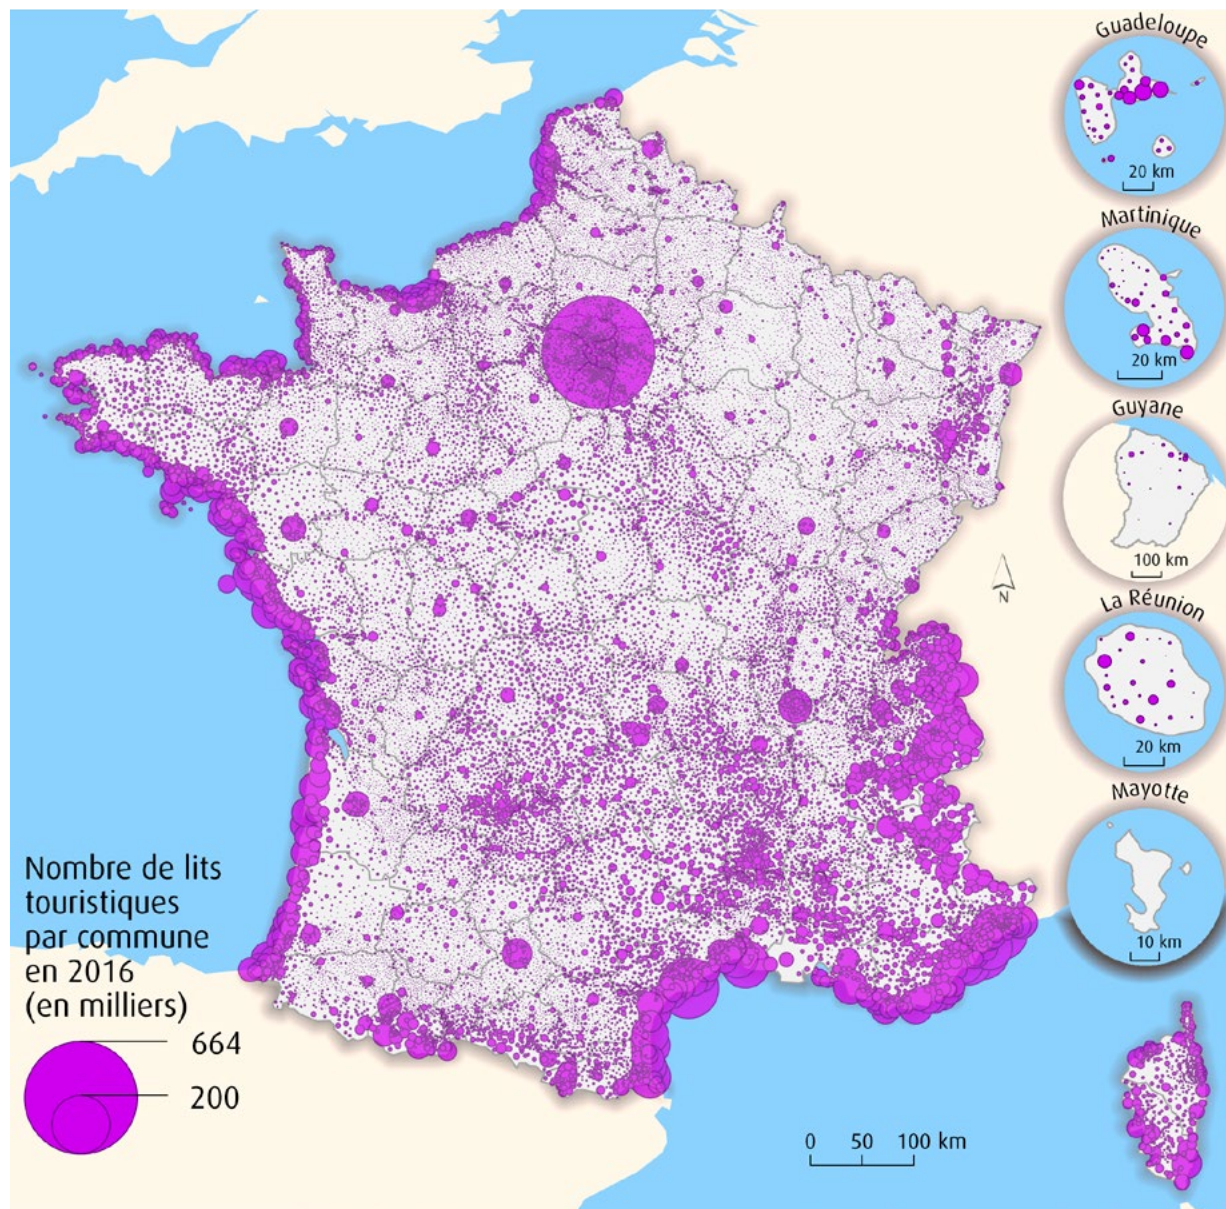 Guadeloupe
20 km
Martinique
20 km
Guyane
100 km
N
La Réunion
20 km
Mayotte
10 km
Nombre de lits
touristiques
par commune
en 2016
(en milliers)
664
200
0 50 100 km